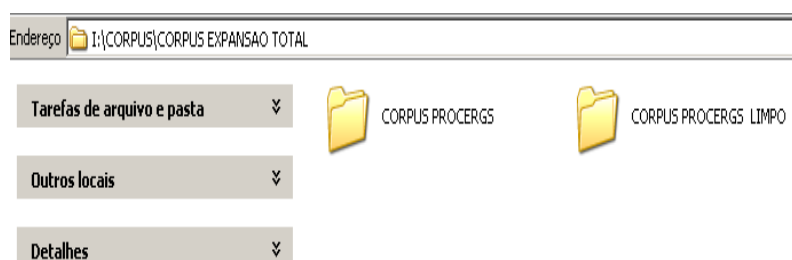 Endereço I:\CORPUS\CORPUS EXPANSAO TOTAL
Tarefas de arquivo e pasta
CORPUS PROCERGS
CORPUS PROCERGS LIMPO
Outros locais
Detalhes